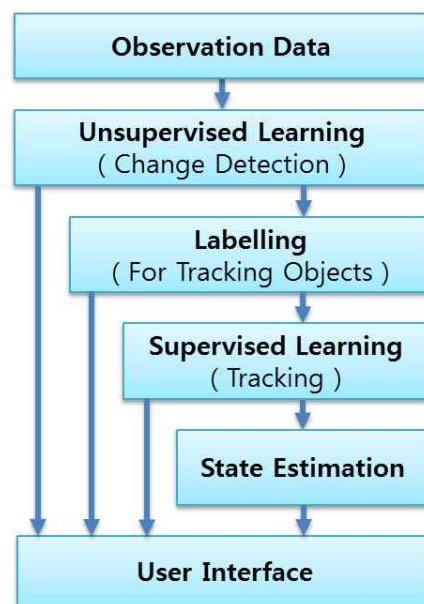 Observation Data
Unsupervised Learning
( Change Detection )
Labelling
( For Tracking Objects )
Supervised Learning
( Tracking )
State Estimation
User Interface